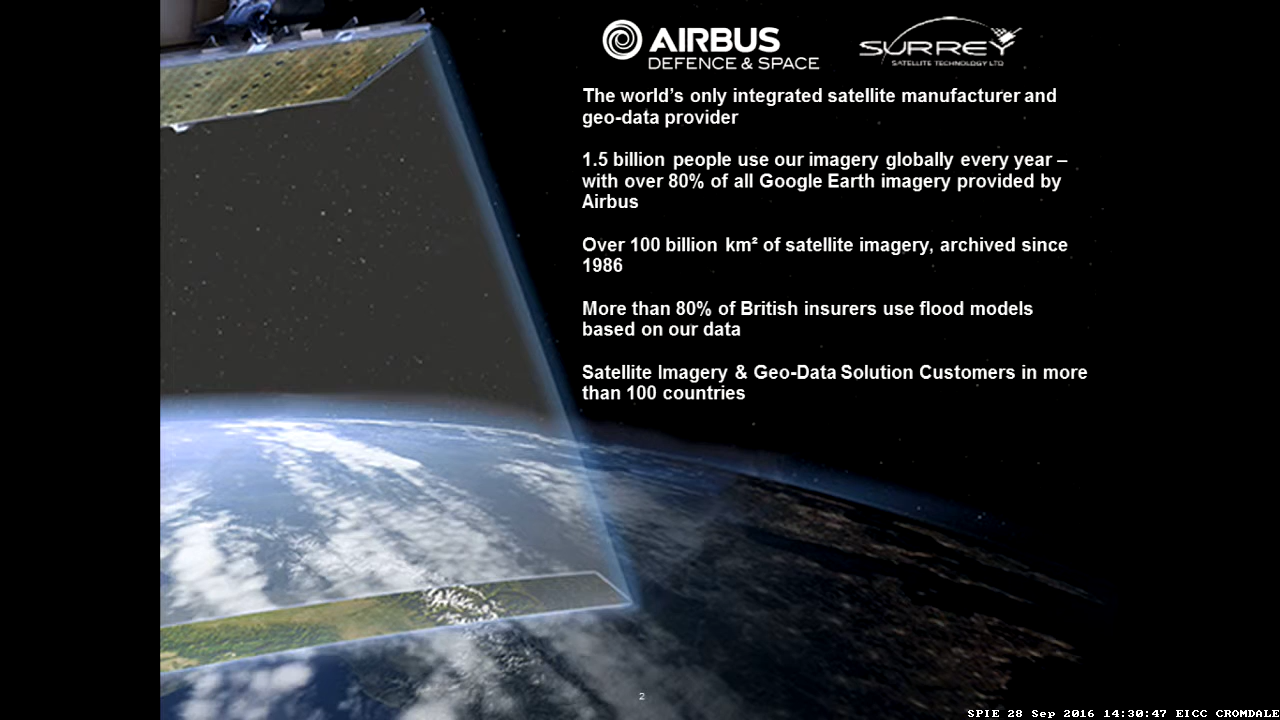 AIRBUS
DEFENCE & SPACE
SURREY
SATELLITE TECHNOLOGY LTD
The world’s only integrated satellite manufacturer and
geo-data provider
1.5 billion people use our imagery globally every year –
with over 80% of all Google Earth imagery provided by
Airbus
Over 100 billion km² of satellite imagery, archived since
1986
More than 80% of British insurers use flood models
based on our data
Satellite Imagery & Geo-Data Solution Customers in more
than 100 countries
2
SPIE 28 Sep 2016 14:30:47 EICC CROMDALE